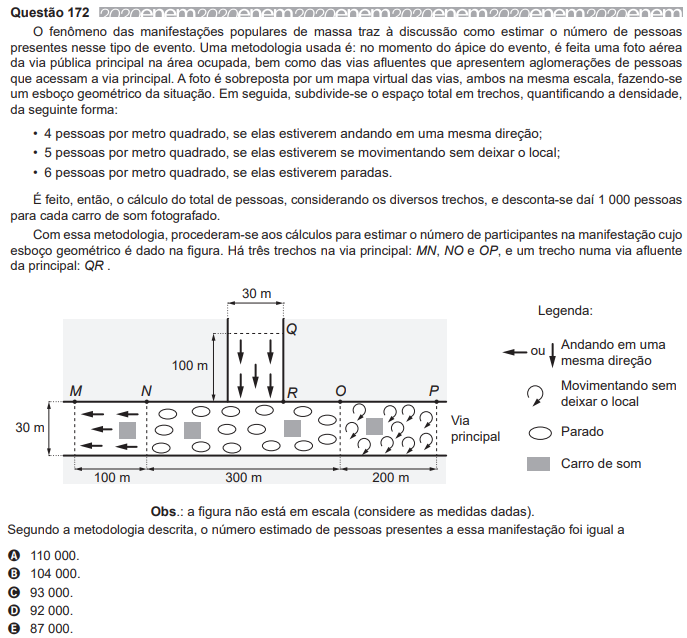 Questão 172 2020enem2020enem2020enem2020enem2020enem2020enem2020enem
O fenômeno das manifestações populares de massa traz à discussão como estimar o número de pessoas
presentes nesse tipo de evento. Uma metodologia usada é: no momento do ápice do evento, é feita uma foto aérea
da via pública principal na área ocupada, bem como das vias afluentes que apresentem aglomerações de pessoas
que acessam a via principal. A foto é sobreposta por um mapa virtual das vias, ambos na mesma escala, fazendo-se
um esboço geométrico da situação. Em seguida, subdivide-se o espaço total em trechos, quantificando a densidade,
da seguinte forma:
• 4 pessoas por metro quadrado, se elas estiverem andando em uma mesma direção;
• 5 pessoas por metro quadrado, se elas estiverem se movimentando sem deixar o local;
• 6 pessoas por metro quadrado, se elas estiverem paradas.
É feito, então, o cálculo do total de pessoas, considerando os diversos trechos, e desconta-se daí 1 000 pessoas
para cada carro de som fotografado.
Com essa metodologia, procederam-se aos cálculos para estimar o número de participantes na manifestação cujo
esboço geométrico é dado na figura. Há três trechos na via principal: MN, NO e OP, e um trecho numa via afluente
da principal: QR .
30 m
Legenda:
Q
100 m
ou
Andando em uma
mesma direção
M N R O P
Movimentando sem
deixar o local
30 m
Via
principal
Parado
Carro de som
100 m 300 m 200 m
Obs.: a figura não está em escala (considere as medidas dadas).
Segundo a metodologia descrita, o número estimado de pessoas presentes a essa manifestação foi igual a
A 110 000.
B 104 000.
C 93 000.
D 92 000.
E 87 000.